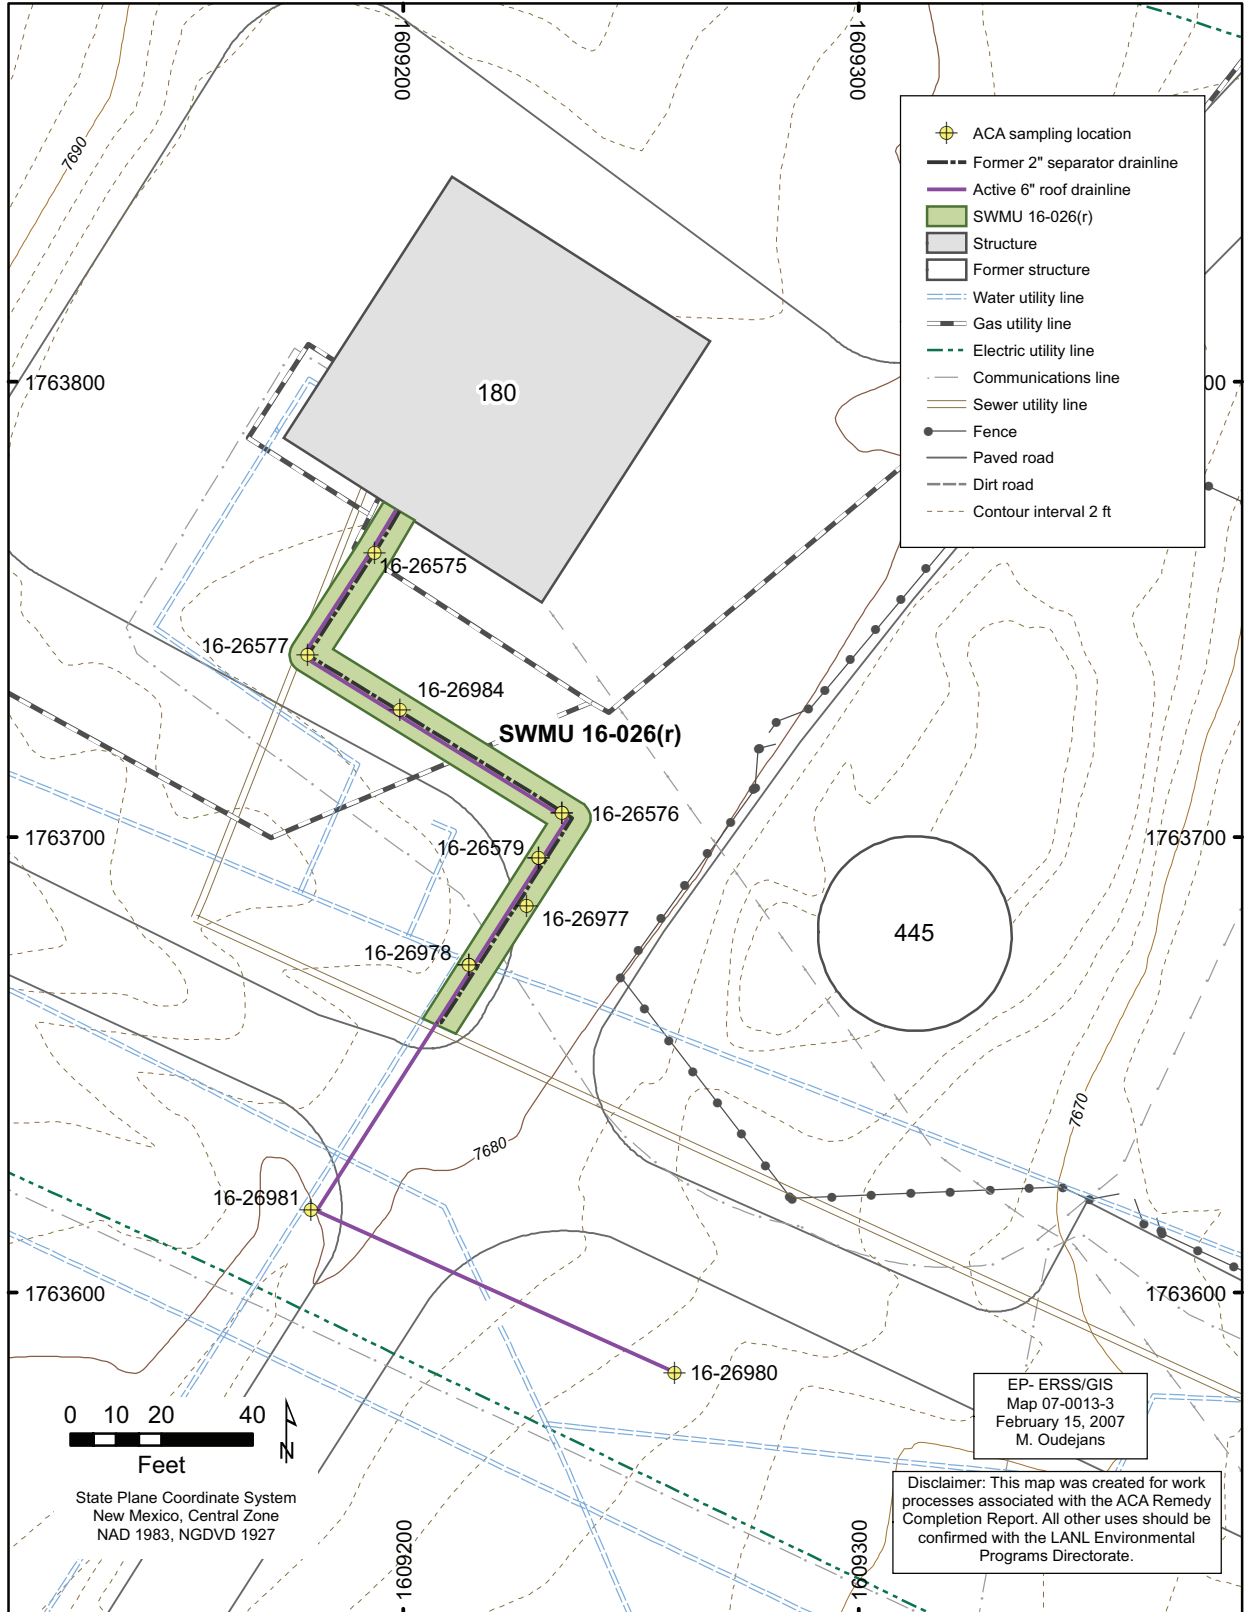 1609200
1609300
7690
ACA sampling location
Former 2" separator drainline
Active 6" roof drainline
SWMU 16-026(r)
Structure
Former structure
Water utility line
Gas utility line
Electric utility line
Communications line
Sewer utility line
Fence
Paved road
Dirt road
Contour interval 2 ft
1763800
00
180
16-26575
16-26577
16-26984
SWMU 16-026(r)
16-26576
1763700
1763700
16-26579
16-26977
445
16-26978
7670
7680
16-26981
1763600
1763600
16-26980
EP- ERSS/GIS
Map 07-0013-3
February 15, 2007
M. Oudejans
0 10 20 40
Feet
N
State Plane Coordinate System
New Mexico, Central Zone
NAD 1983, NGDVD 1927
Disclaimer: This map was created for work
processes associated with the ACA Remedy
Completion Report. All other uses should be
confirmed with the LANL Environmental
Programs Directorate.
1609200
1609300